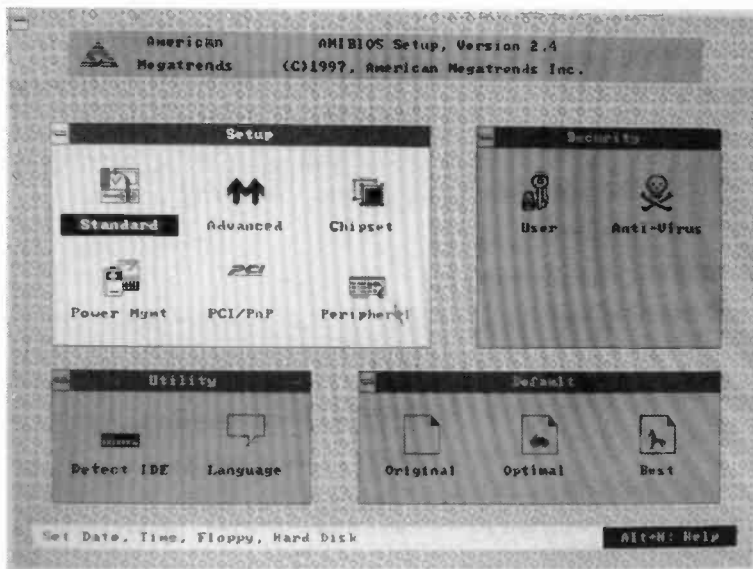 American
AMIBIOS Setup, Version 2.4
Megatrends
(C)1997, American Megatrends Inc.
Setup
Security
Standard
Advanced
Chipset
User
Anti-Virus
PCI
Power Mgmt
PCI/PnP
Peripheral
Utility
Default
Detect IDE
Language
Original
Optimal
Best
Set Date, Time, Floppy, Hard Disk
Alt+H: Help